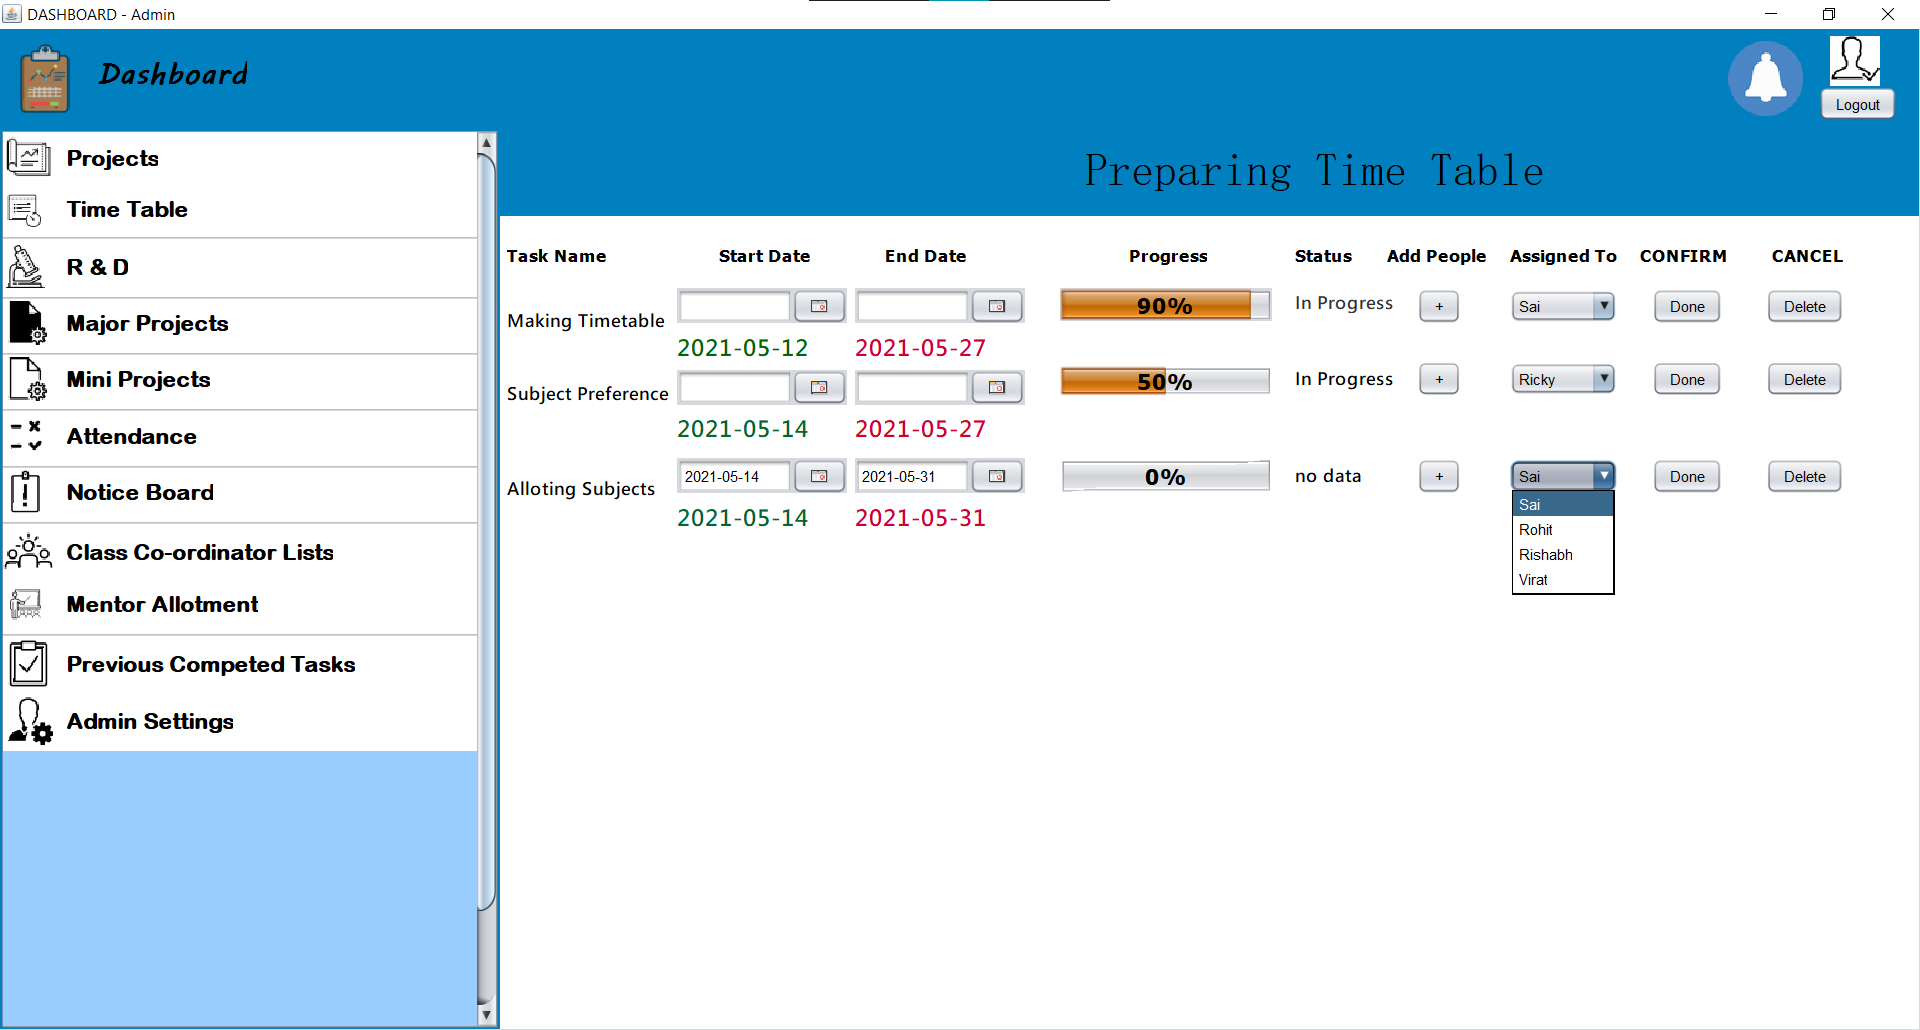 DASHBOARD - Admin
Dashboard
Logout
Projects
Time Table
R & D
Major Projects
Mini Projects
Attendance
Notice Board
Class Co-ordinator Lists
Mentor Allotment
Previous Competed Tasks
Admin Settings
Preparing Time Table
Task Name Start Date End Date Progress Status Add People Assigned To CONFIRM CANCEL
Making Timetable 90% In Progress + Sai Done Delete
2021-05-12 2021-05-27
Subject Preference 50% In Progress + Ricky Done Delete
2021-05-14 2021-05-27
Alloting Subjects 2021-05-14 2021-05-31 0% no data + Sai Done Delete
2021-05-14 2021-05-31
Sai
Rohit
Rishabh
Virat